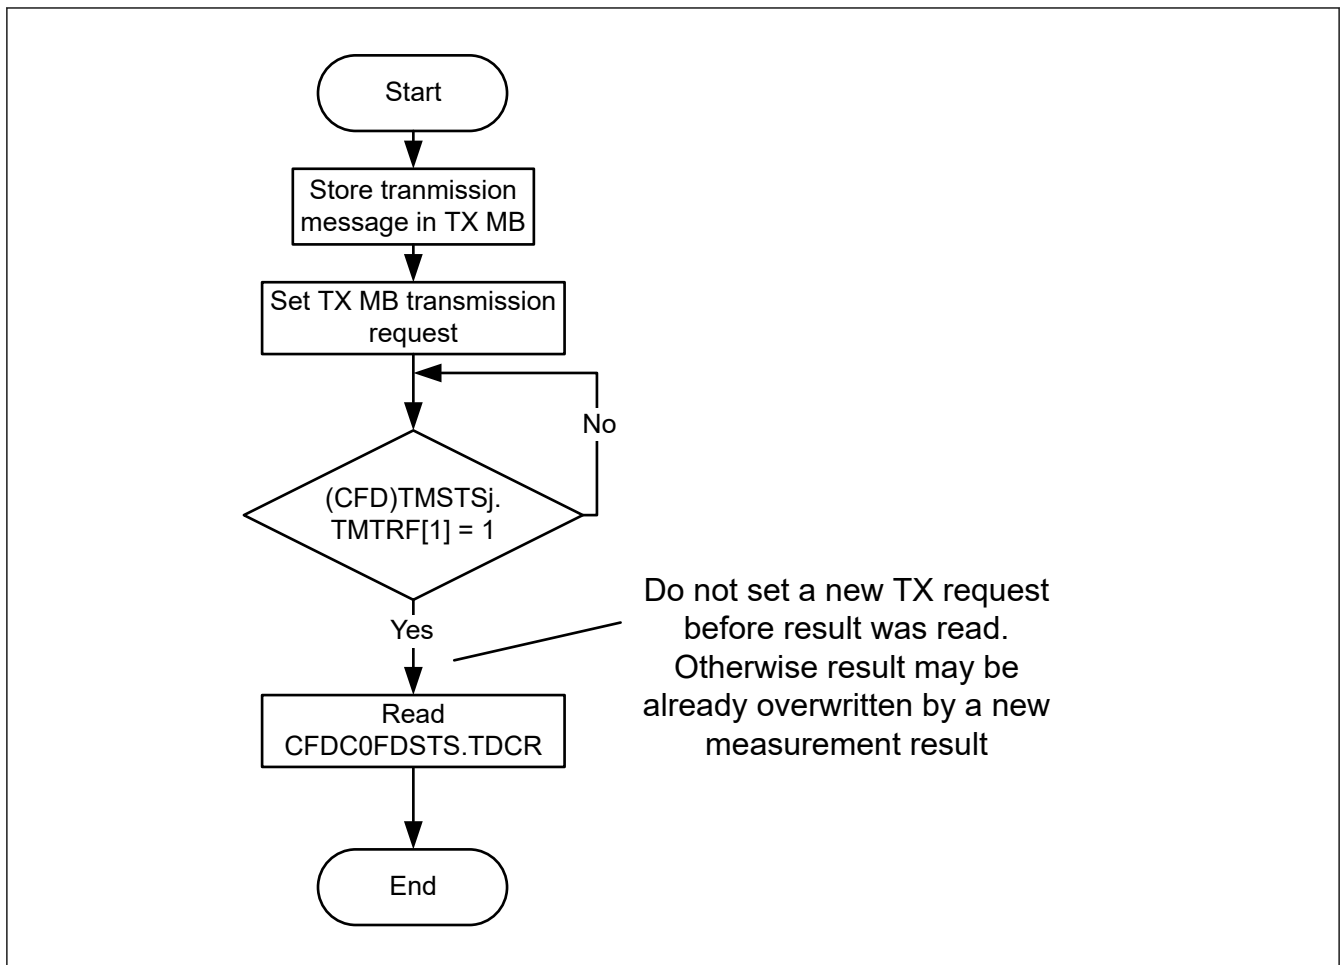 Start
Store tranmission
message in TX MB
Set TX MB transmission
request
No
(CFD)TMSTSj.
TMTRF[1] = 1
Yes
Do not set a new TX request
before result was read.
Otherwise result may be
already overwritten by a new
measurement result
Read
CFDC0FDSTS.TDCR
End